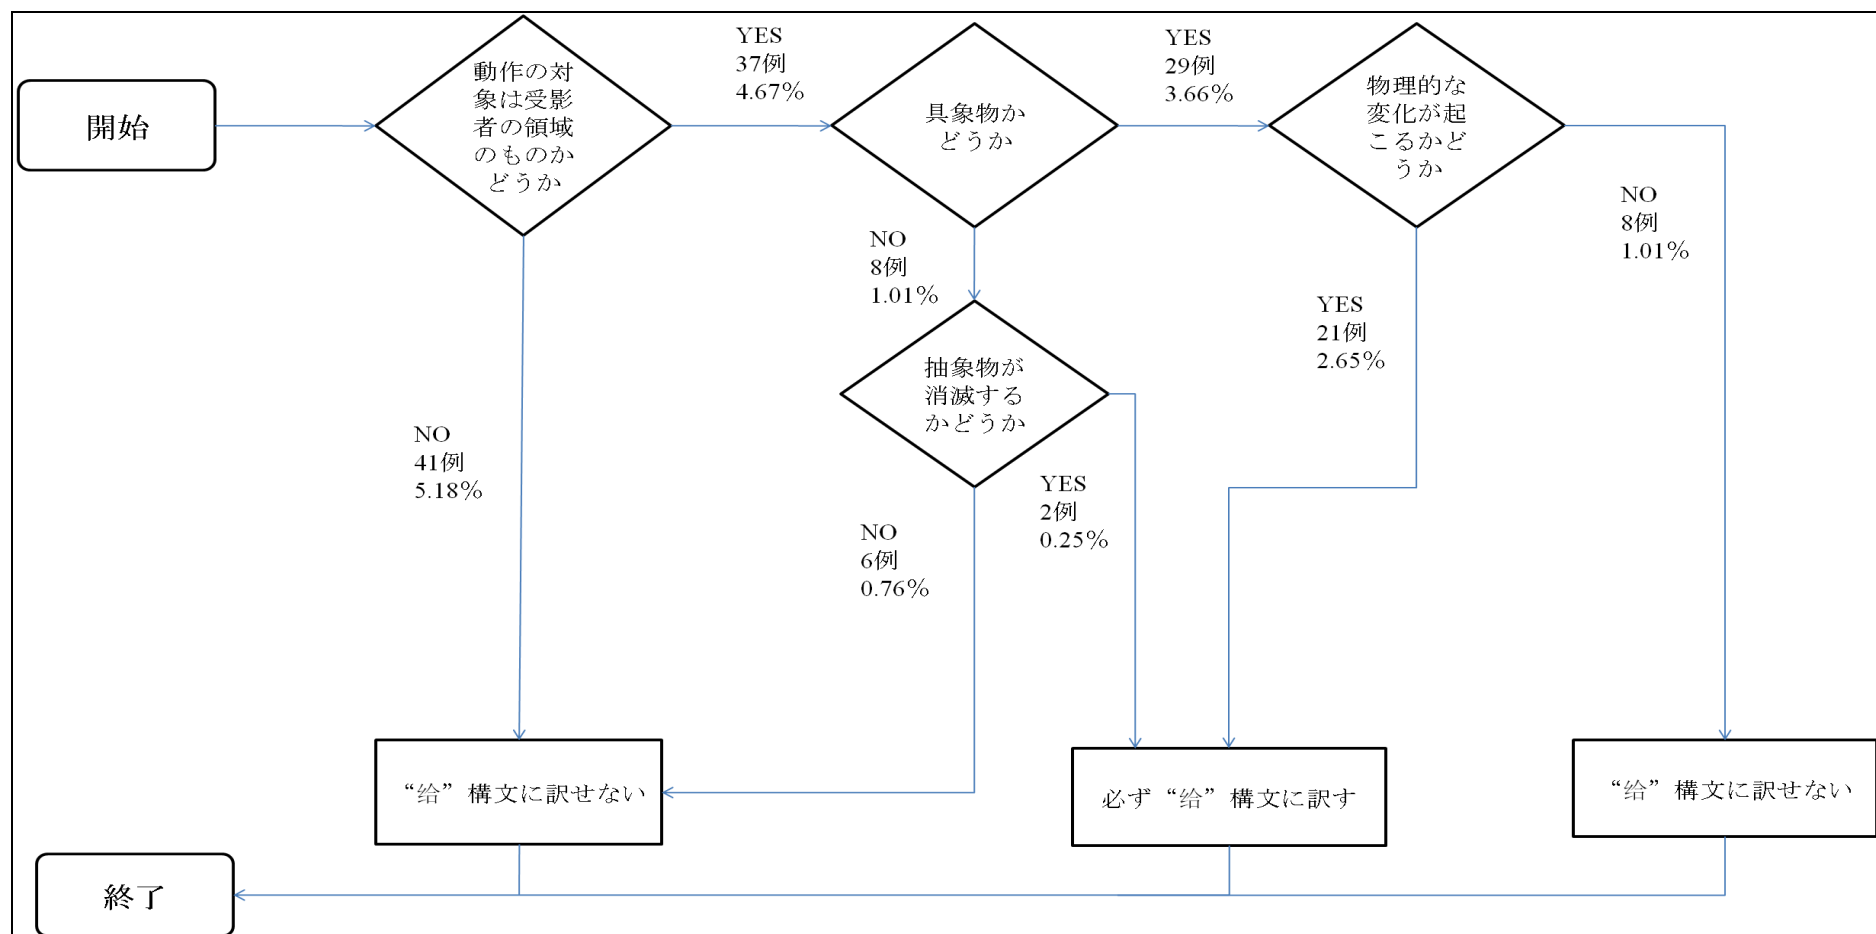 開始
動作の対
象は受影
者の領域
のものか
どうか
YES
37例
4.67%
具象物か
どうか
YES
29例
3.66%
物理的な
変化が起
こるかど
うか
NO
8例
1.01%
NO
8例
1.01%
YES
21例
2.65%
抽象物が
消滅する
かどうか
NO
41例
5.18%
YES
2例
0.25%
NO
6例
0.76%
“给”構文に訳せない
必ず“给”構文に訳す
“给”構文に訳せない
終了